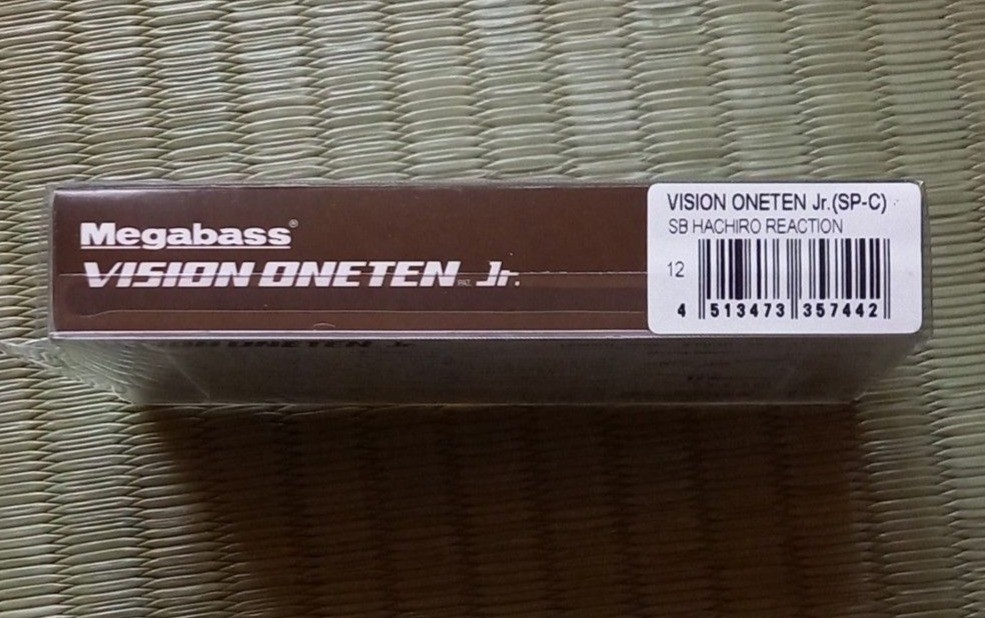 Megabass®
VISION ONETEN Jr.
VISION ONETEN Jr.(SP-C)
SB HACHIRO REACTION
12
4 513473 357442